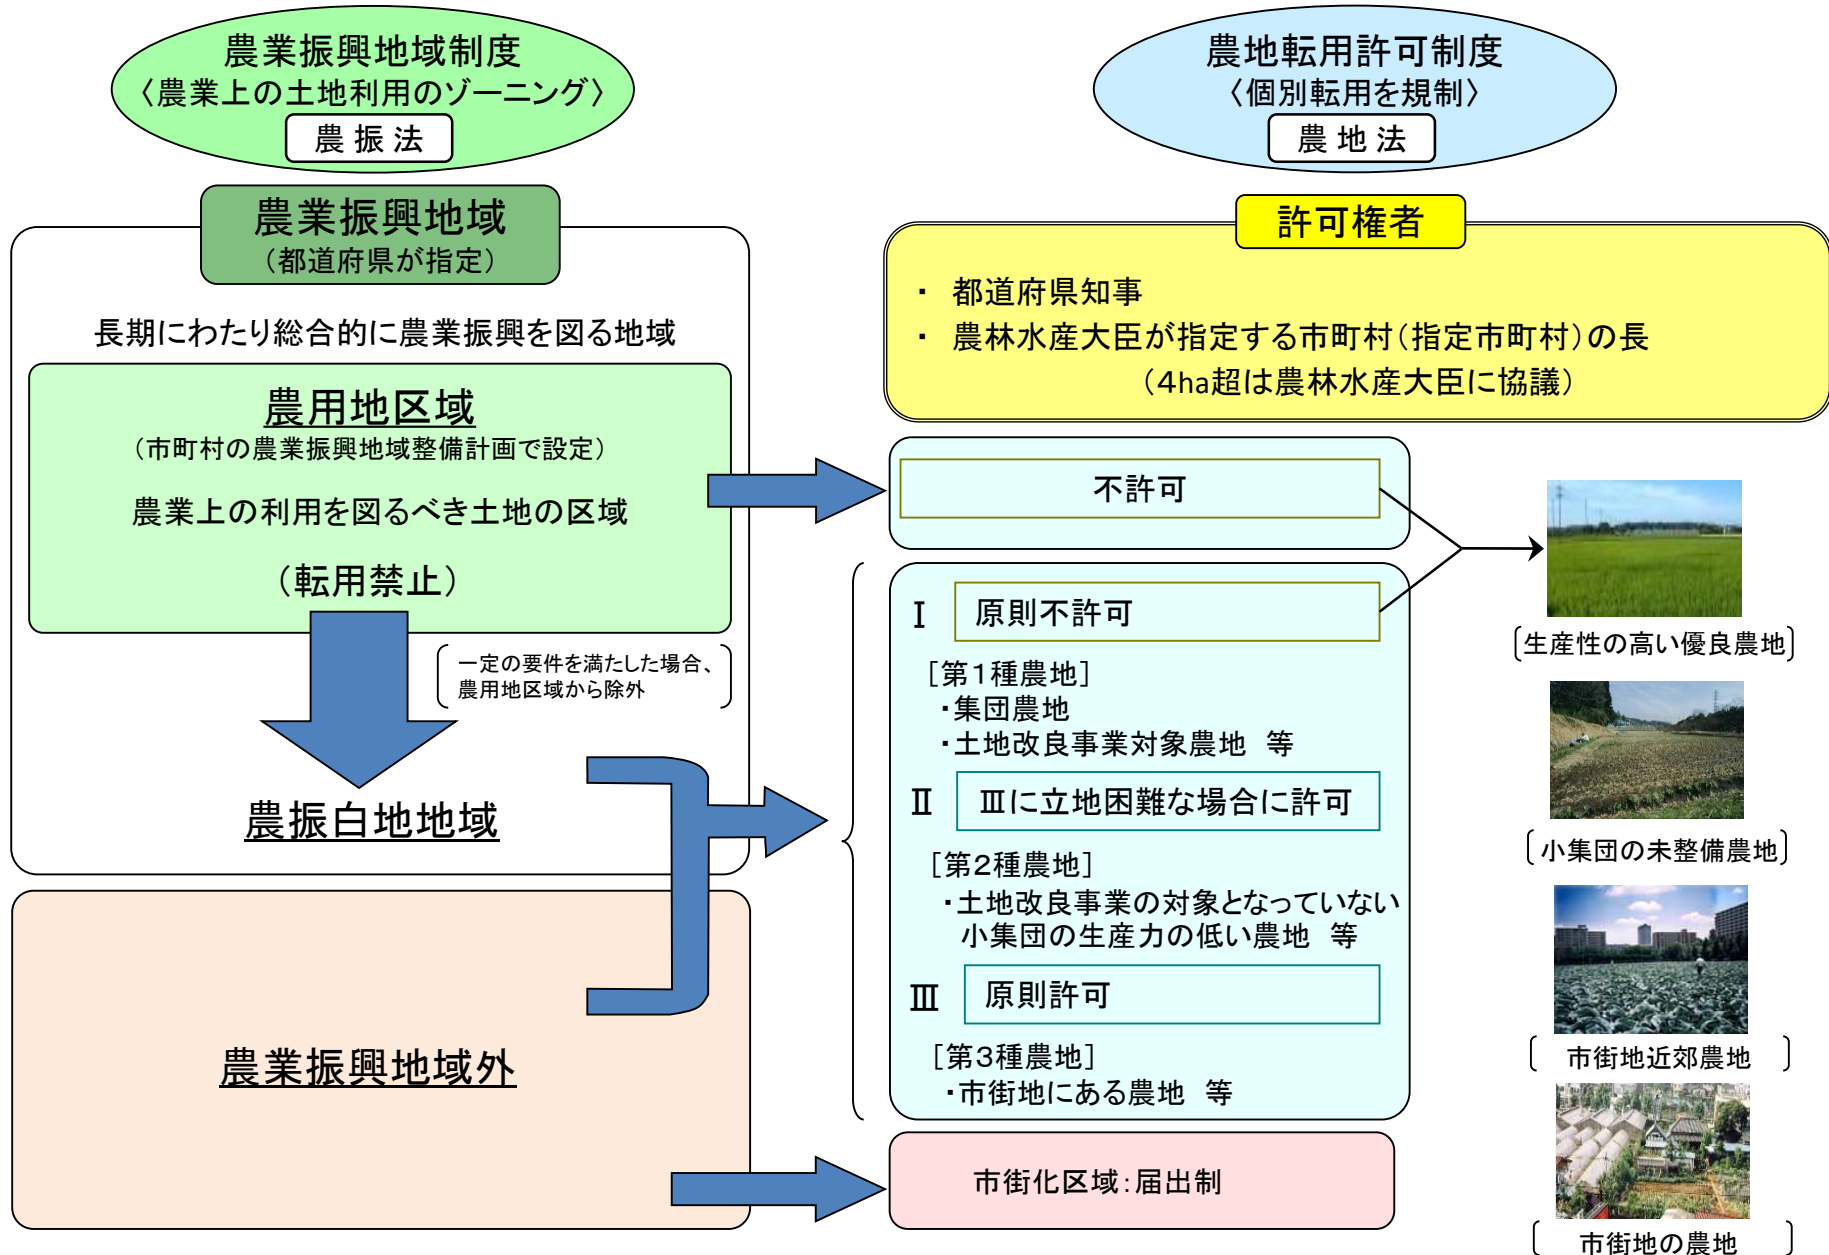 農業振興地域制度
〈農業上の土地利用のゾーニング〉
農 振 法
農業振興地域
（都道府県が指定）
長期にわたり総合的に農業振興を図る地域
農用地区域
（市町村の農業振興地域整備計画で設定）
農業上の利用を図るべき土地の区域
（転用禁止）
一定の要件を満たした場合、
農用地区域から除外
農振白地地域
農業振興地域外
農地転用許可制度
〈個別転用を規制〉
農 地 法
許可権者
・ 都道府県知事
・ 農林水産大臣が指定する市町村（指定市町村）の長
（４ha超は農林水産大臣に協議）
不許可
Ⅰ 原則不許可
［第１種農地］
・集団農地
・土地改良事業対象農地 等
Ⅱ Ⅲに立地困難な場合に許可
［第２種農地］
・土地改良事業の対象となっていない
小集団の生産力の低い農地 等
Ⅲ 原則許可
［第３種農地］
・市街地にある農地 等
市街化区域：届出制
〔生産性の高い優良農地〕
〔小集団の未整備農地〕
〔 市街地近郊農地 〕
〔 市街地の農地 〕